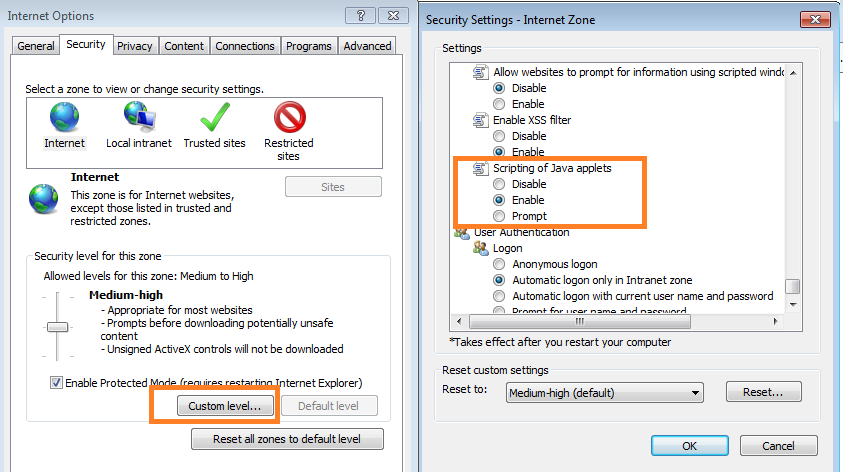 Internet Options
?
General
Security
Privacy
Content
Connections
Programs
Advanced
Select a zone to view or change security settings.
Internet
Local intranet
Trusted sites
Restricted
sites
Internet
This zone is for Internet websites,
except those listed in trusted and
restricted zones.
Sites
Security level for this zone
Allowed levels for this zone: Medium to High
Medium-high
- Appropriate for most websites
- Prompts before downloading potentially unsafe
content
- Unsigned ActiveX controls will not be downloaded
Enable Protected Mode (requires restarting Internet Explorer)
Custom level...
Default level
Reset all zones to default level
Security Settings - Internet Zone
Settings
Allow websites to prompt for information using scripted windo
Disable
Enable
Enable XSS filter
Disable
Enable
Scripting of Java applets
Disable
Enable
Prompt
User Authentication
Logon
Anonymous logon
Automatic logon only in Intranet zone
Automatic logon with current user name and password
Prompt for user name and password
*Takes effect after you restart your computer
Reset custom settings
Reset to:
Medium-high (default)
Reset...
OK
Cancel